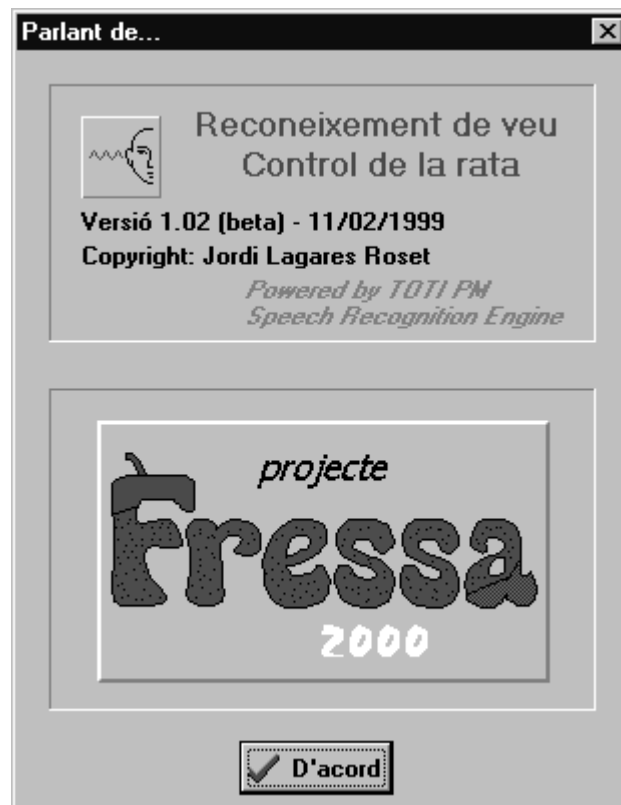 Parlant de...
Reconeixement de veu
Control de la rata
Versió 1.02 (beta) - 11/02/1999
Copyright: Jordi Lagares Roset
Powered by TOTI PM
Speech Recognition Engine
projecte
Fressa
2000
D'acord